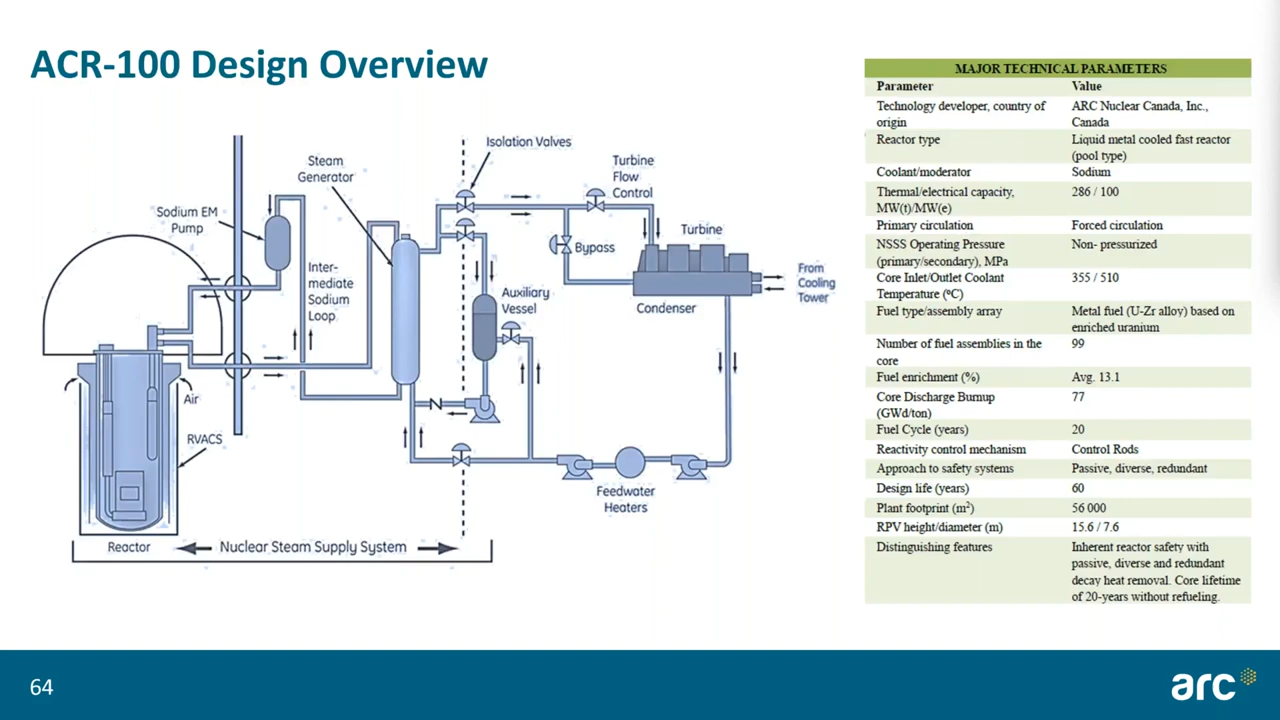 ACR-100 Design Overview
Isolation Valves
Steam
Generator
Turbine
Flow
Control
Sodium EM
Pump
Turbine
Bypass
Inter-
mediate
Sodium
Loop
From
Cooling
Tower
Auxiliary
Vessel
Condenser
Air
RVACS
N
Feedwater
Heaters
Reactor
Nuclear Steam Supply System
MAJOR TECHNICAL PARAMETERS
Parameter Value
Technology developer, country of ARC Nuclear Canada, Inc.,
origin Canada
Reactor type Liquid metal cooled fast reactor
(pool type)
Coolant/moderator Sodium
Thermal/electrical capacity, 286 / 100
MW(t)/MW(e)
Primary circulation Forced circulation
NSSS Operating Pressure Non- pressurized
(primary/secondary), MPa
Core Inlet/Outlet Coolant 355 / 510
Temperature (°C)
Fuel type/assembly array Metal fuel (U-Zr alloy) based on
enriched uranium
Number of fuel assemblies in the 99
core
Fuel enrichment (%) Avg. 13.1
Core Discharge Burnup 77
(GWd/ton)
Fuel Cycle (years) 20
Reactivity control mechanism Control Rods
Approach to safety systems Passive, diverse, redundant
Design life (years) 60
Plant footprint (m²) 56 000
RPV height/diameter (m) 15.6 / 7.6
Distinguishing features Inherent reactor safety with
passive, diverse and redundant
decay heat removal. Core lifetime
of 20-years without refueling.
64
arc